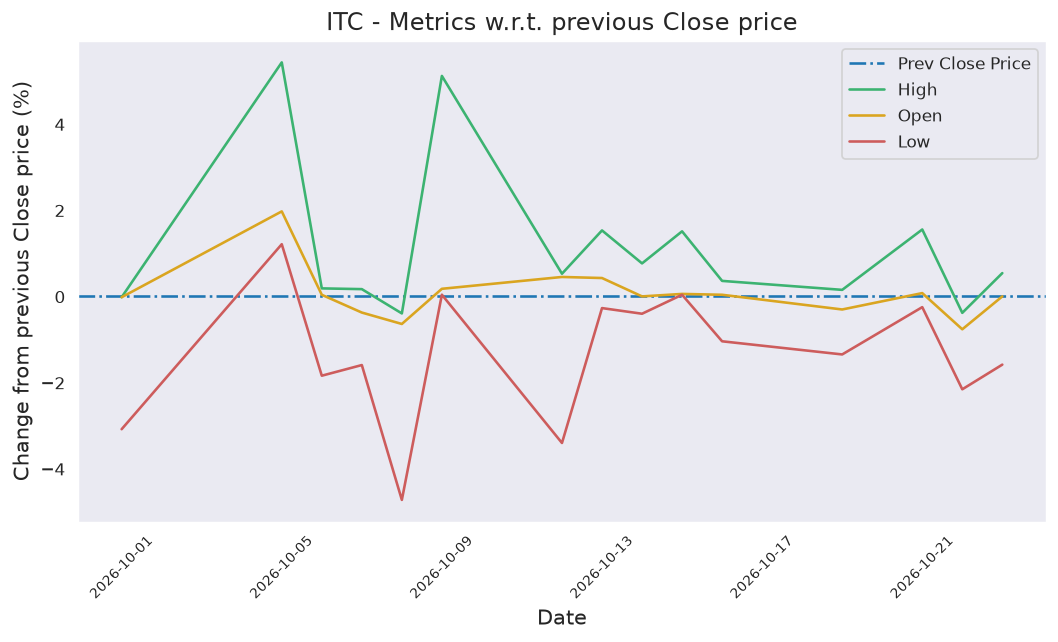 ITC - Metrics w.r.t. previous Close price
Prev Close Price
High
Open
Low
Change from previous Close price (%)
4
2
0
−2
−4
2026-10-01
2026-10-05
2026-10-09
2026-10-13
2026-10-17
2026-10-21
Date